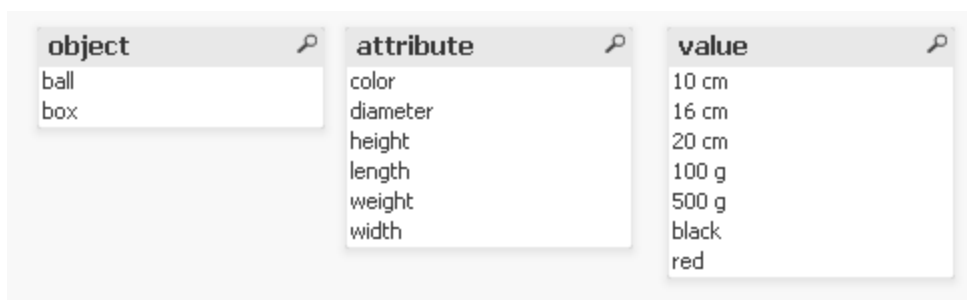 object
ball
box
attribute
color
diameter
height
length
weight
width
value
10 cm
16 cm
20 cm
100 g
500 g
black
red